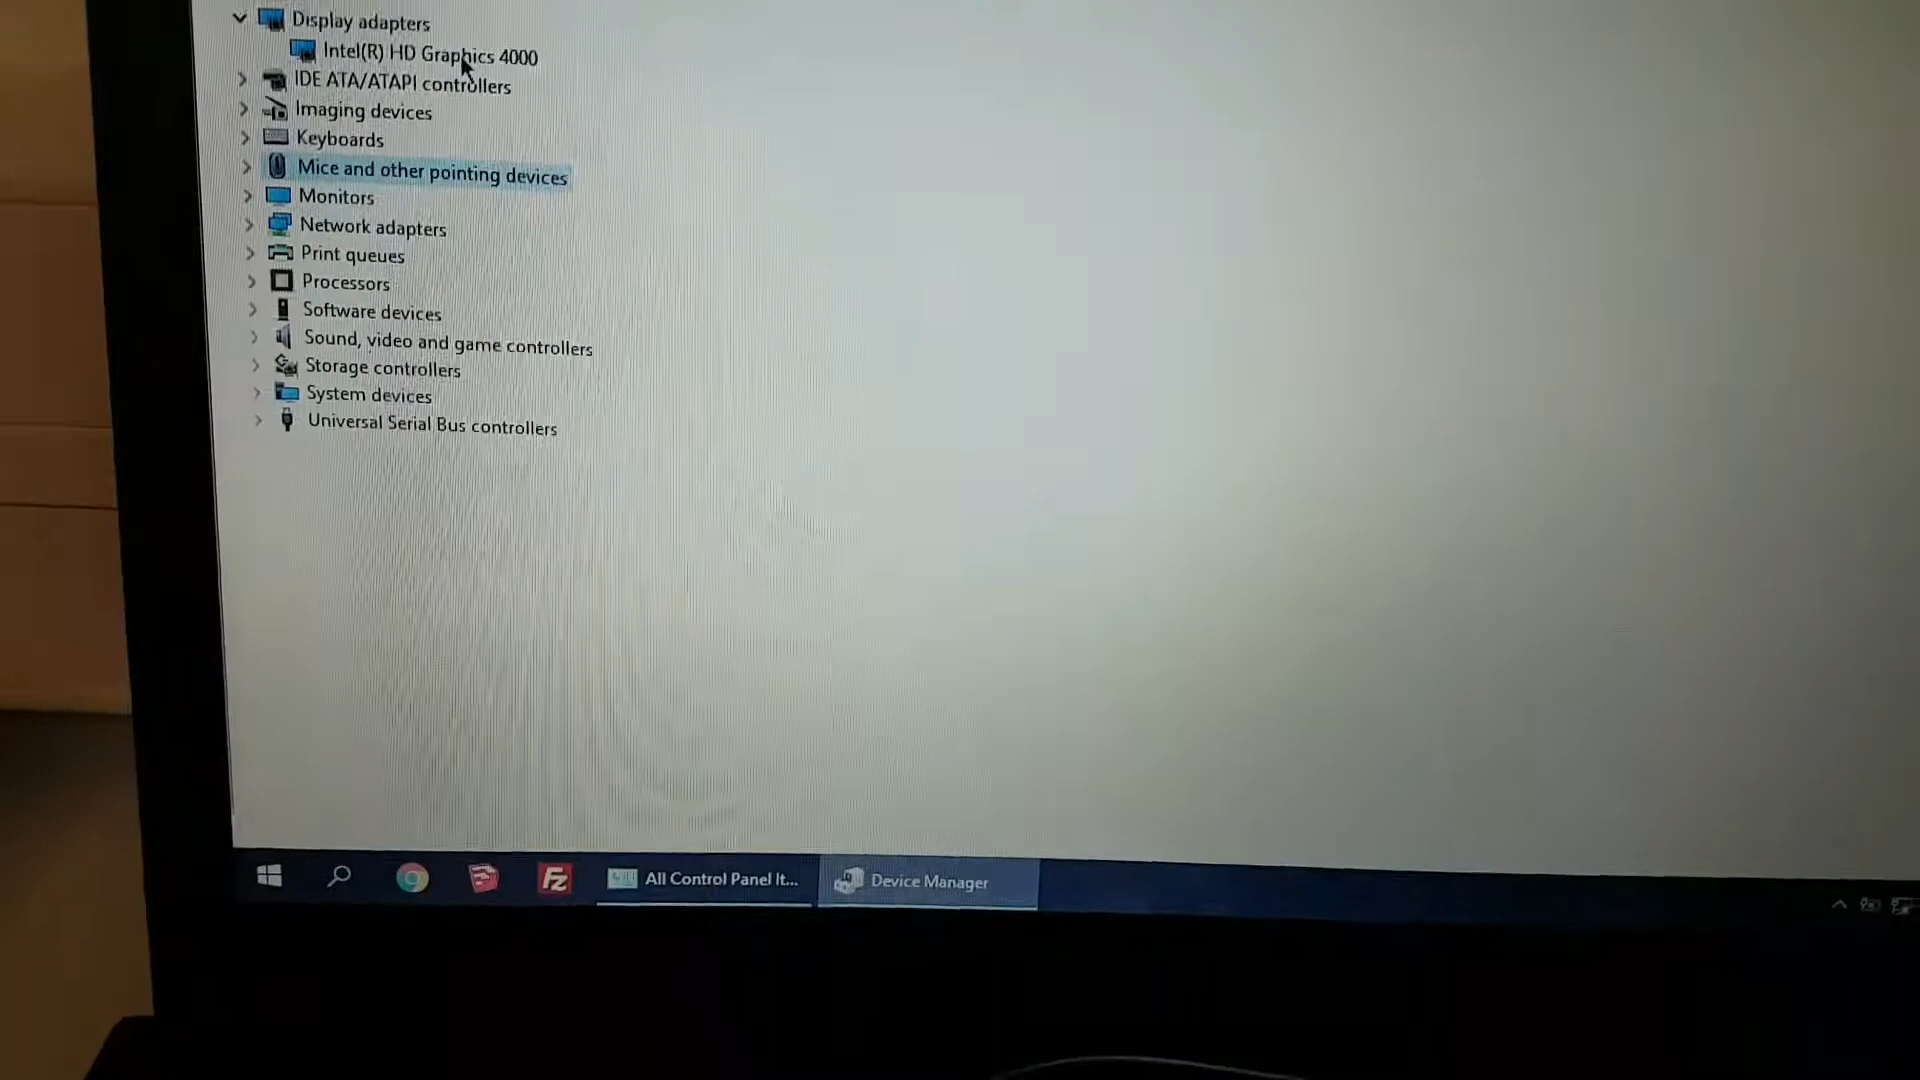 Display adapters
Intel(R) HD Graphics 4000
IDE ATA/ATAPI controllers
Imaging devices
Keyboards
Mice and other pointing devices
Monitors
Network adapters
Print queues
Processors
Software devices
Sound, video and game controllers
Storage controllers
System devices
Universal Serial Bus controllers
Fz
All Control Panel It...
Device Manager